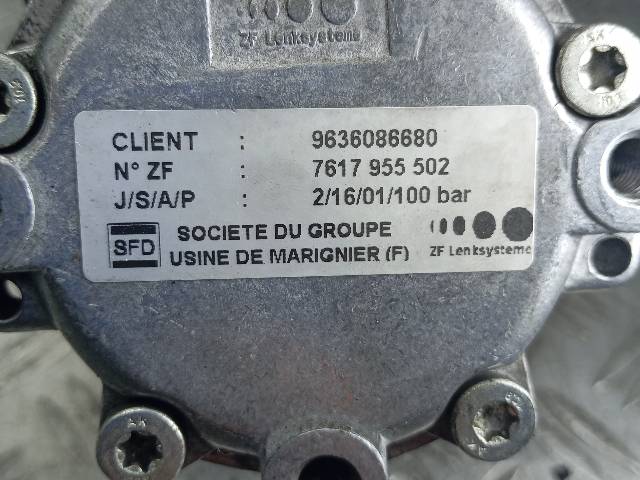 ZF Lenksysteme
CLIENT : 9636086680
N° ZF : 7617 955 502
J/S/A/P : 2/16/01/100 bar
SFD SOCIETE DU GROUPE
USINE DE MARIGNIER (F) ZF Lenksysteme